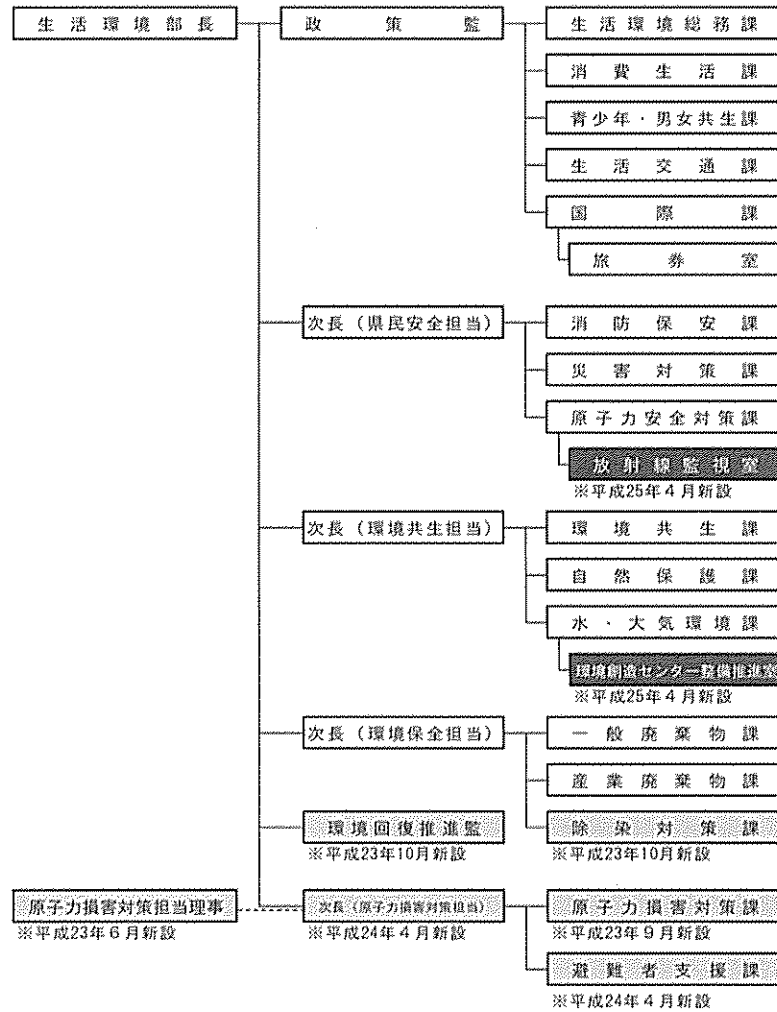 生活環境部長
政策監
生活環境総務課
消費生活課
青少年・男女共生課
生活交通課
国際課
旅券室
次長（県民安全担当）
消防保安課
災害対策課
原子力安全対策課
放射線監視室
※平成25年4月新設
次長（環境共生担当）
環境共生課
自然保護課
水・大気環境課
環境創造センター整備推進室
※平成25年4月新設
次長（環境保全担当）
一般廃棄物課
産業廃棄物課
環境回復推進監
※平成23年10月新設
除染対策課
※平成23年10月新設
原子力損害対策担当理事
※平成23年6月新設
次長（原子力損害対策担当）
※平成24年4月新設
原子力損害対策課
※平成23年9月新設
避難者支援課
※平成24年4月新設